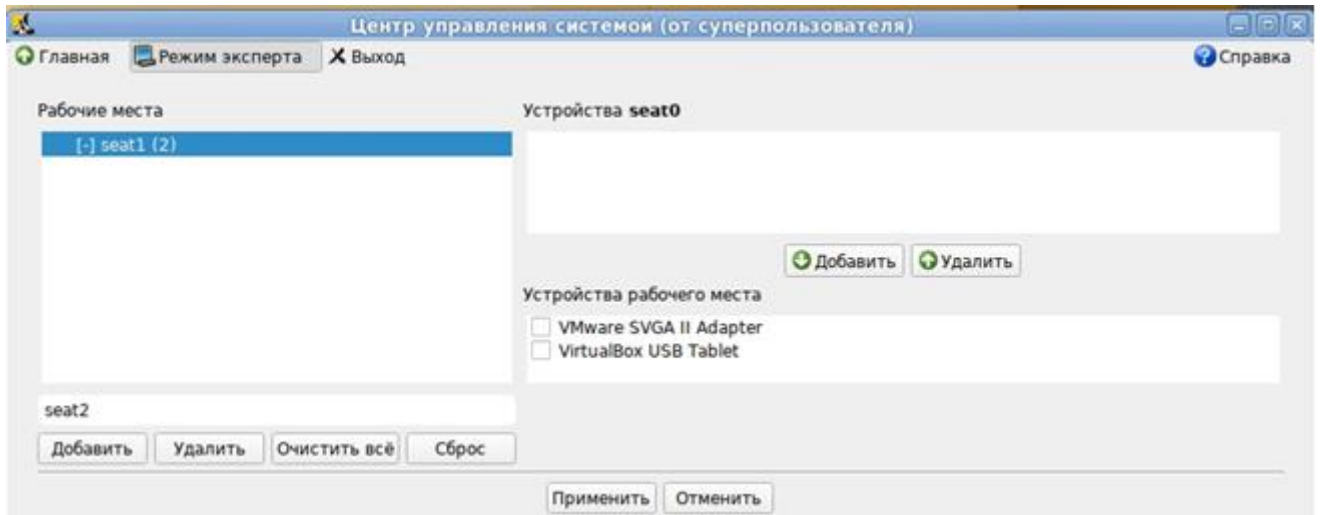 Центр управления системой (от суперпользователя)
Главная Режим эксперта Выход Справка
Рабочие места
[-] seat1 (2)
seat2
Добавить Удалить Очистить всё Сброс
Устройства seat0
Добавить Удалить
Устройства рабочего места
VMware SVGA II Adapter
VirtualBox USB Tablet
Применить Отменить